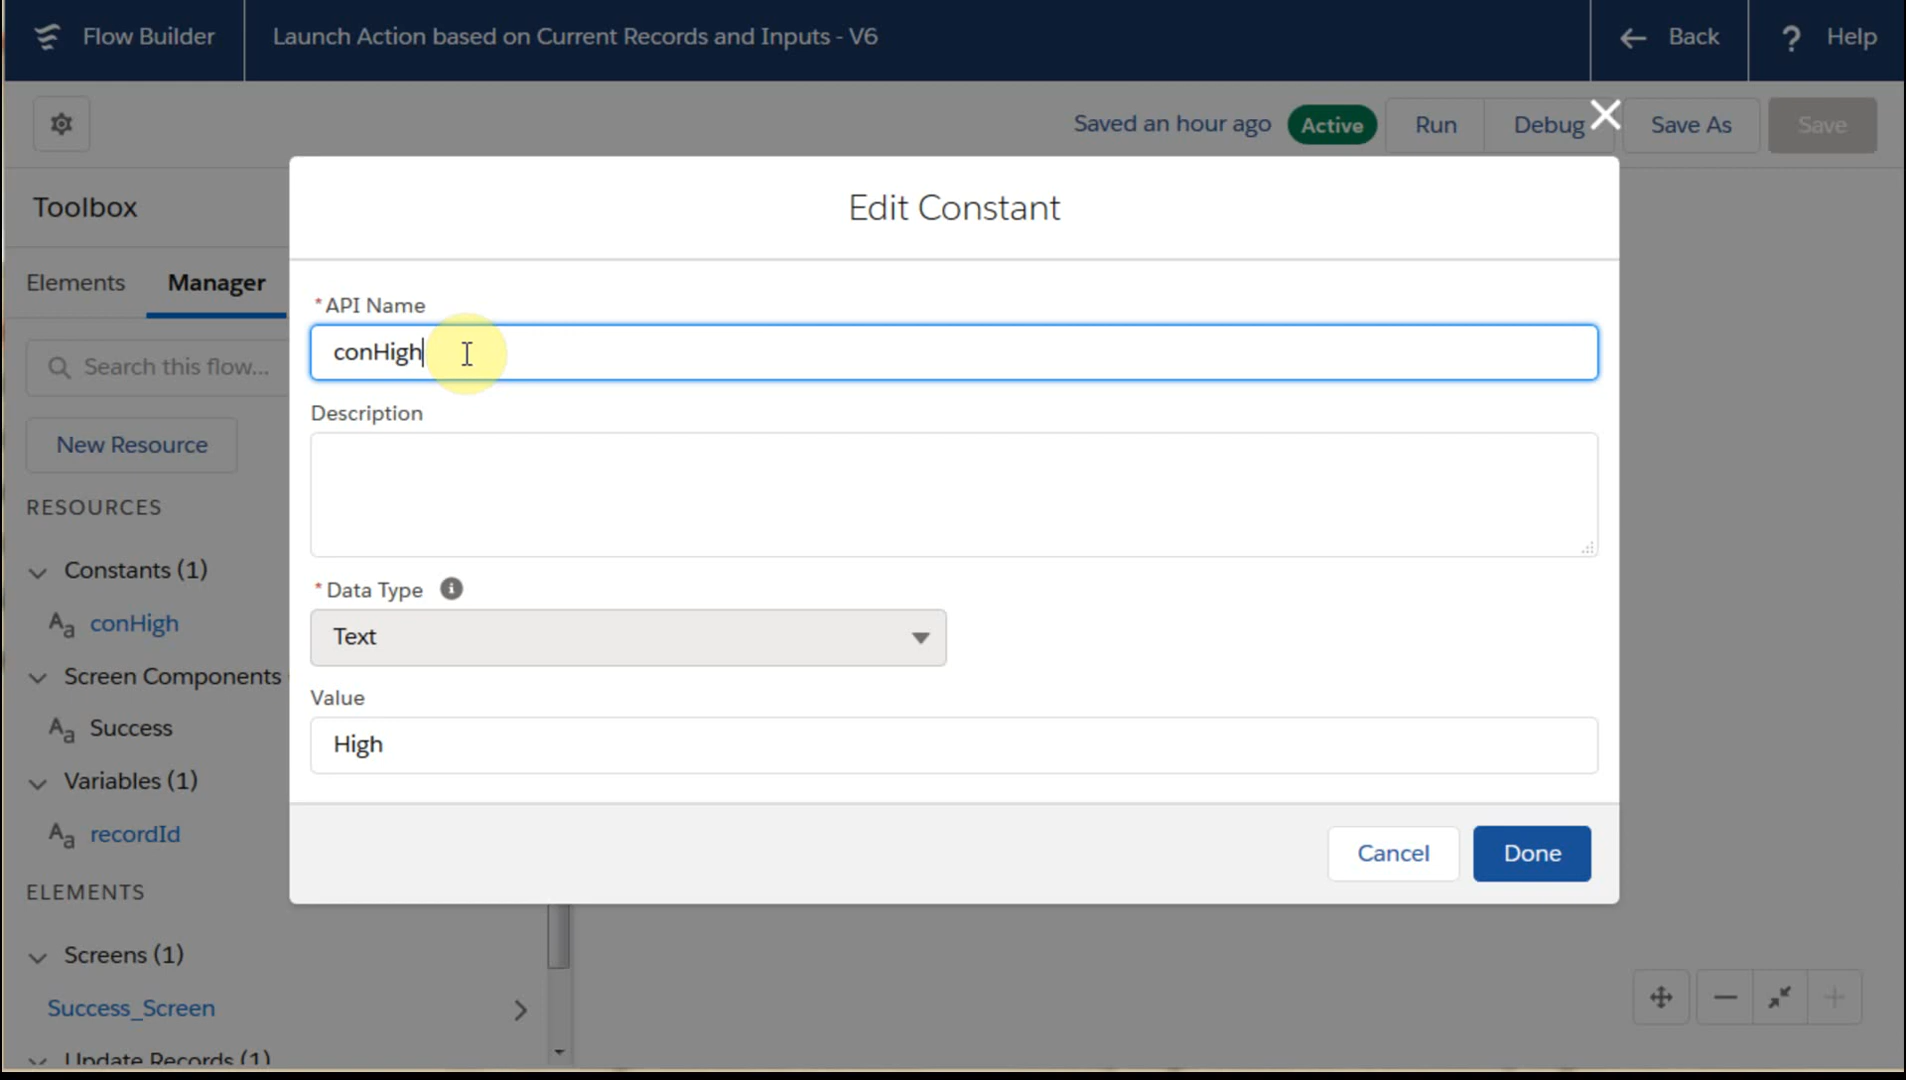 Flow Builder
Launch Action based on Current Records and Inputs - V6
Back
? Help
Saved an hour ago
Active
Run
Debug
Save As
Save
Toolbox
Elements
Manager
Search this flow...
New Resource
RESOURCES
Constants (1)
Aa conHigh
Screen Components
Aa Success
Variables (1)
Aa recordId
ELEMENTS
Screens (1)
Success_Screen
Update Records (1)
Edit Constant
*API Name
conHigh
Description
*Data Type
Text
Value
High
Cancel
Done